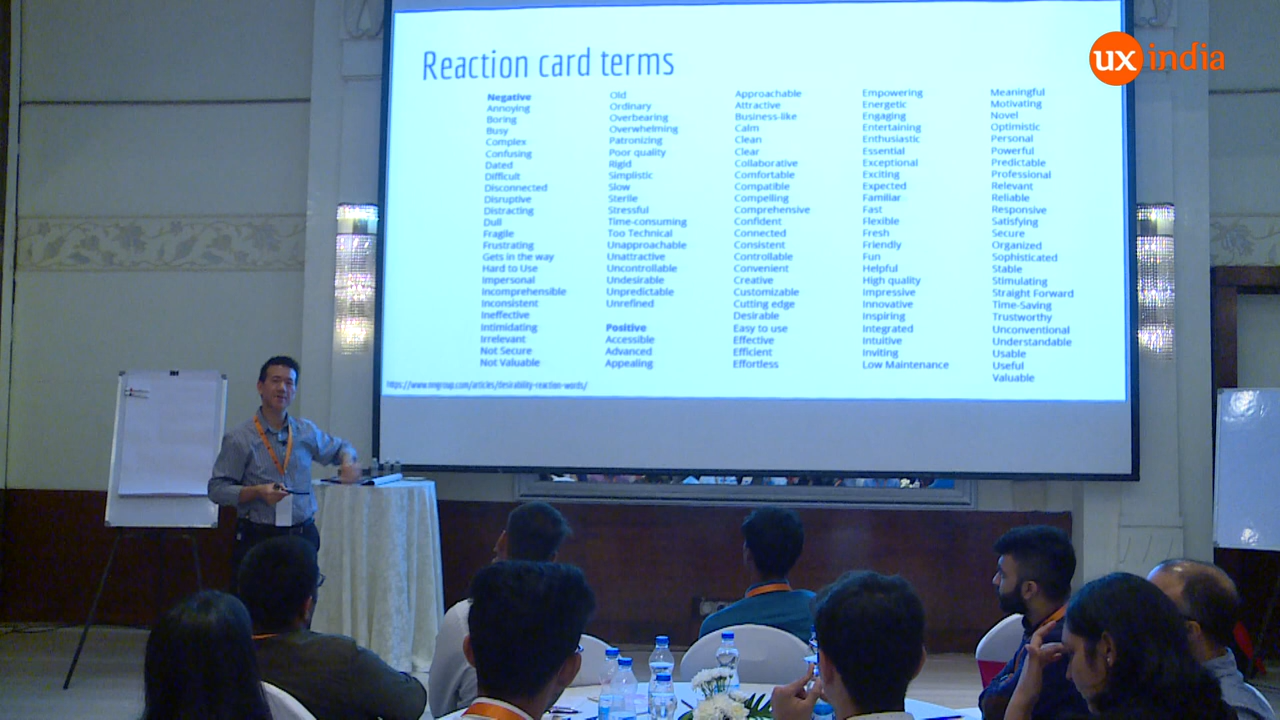 ux india
Reaction card terms
Negative
Annoying
Boring
Busy
Complex
Confusing
Dated
Difficult
Disconnected
Disruptive
Distracting
Dull
Fragile
Frustrating
Gets in the way
Hard to Use
Impersonal
Incomprehensible
Inconsistent
Ineffective
Intimidating
Irrelevant
Not Secure
Not Valuable
Old
Ordinary
Overbearing
Overwhelming
Patronizing
Poor quality
Rigid
Simplistic
Slow
Sterile
Stressful
Time-consuming
Too Technical
Unapproachable
Unattractive
Uncontrollable
Undesirable
Unpredictable
Unrefined
Positive
Accessible
Advanced
Appealing
Approachable
Attractive
Business-like
Calm
Clean
Clear
Collaborative
Comfortable
Compatible
Compelling
Comprehensive
Confident
Connected
Consistent
Controllable
Convenient
Creative
Customizable
Cutting edge
Desirable
Easy to use
Effective
Efficient
Effortless
Empowering
Energetic
Engaging
Entertaining
Enthusiastic
Essential
Exceptional
Exciting
Expected
Familiar
Fast
Flexible
Fresh
Friendly
Fun
Helpful
High quality
Impressive
Innovative
Inspiring
Integrated
Intuitive
Inviting
Low Maintenance
Meaningful
Motivating
Novel
Optimistic
Personal
Powerful
Predictable
Professional
Relevant
Reliable
Responsive
Satisfying
Secure
Organized
Sophisticated
Stable
Stimulating
Straight Forward
Time-Saving
Trustworthy
Unconventional
Understandable
Usable
Useful
Valuable
https://www.nngroup.com/articles/desirability-reaction-words/